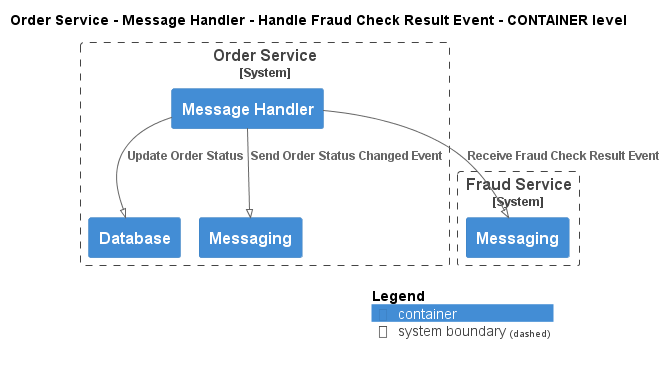 Order Service - Message Handler - Handle Fraud Check Result Event - CONTAINER level
Order Service
[System]
Message Handler
Update Order Status
Send Order Status Changed Event
Receive Fraud Check Result Event
Fraud Service
[System]
Database
Messaging
Messaging
Legend
container
system boundary (dashed)